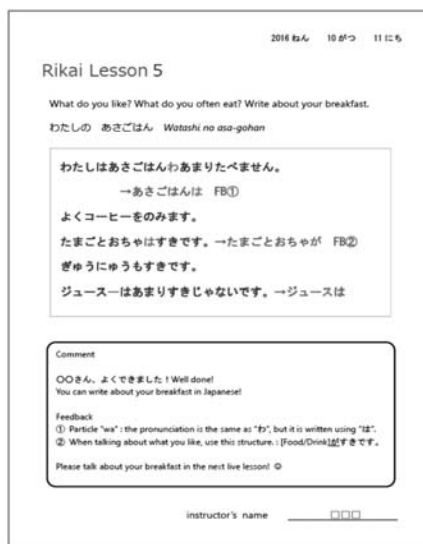 2016 ねん 10 がつ 11 にち
Rikai Lesson 5
What do you like? What do you often eat? Write about your breakfast.
わたしの あさごはん Watashi no asa-gohan
わたしはあさごはんわあまりたべません。
→あさごはんは FB①
よくコーヒーをのみます。
たまごとおちゃはすきです。→たまごとおちゃが FB②
ぎゅうにゅうもすきです。
ジュース―はあまりすきじゃないです。→ジュースは
Comment
〇〇さん、よくできました！Well done!
You can write about your breakfast in Japanese!
Feedback
① Particle "wa" : the pronunciation is the same as "わ", but it is written using "は".
② When talking about what you like, use this structure. : [Food/Drink]がすきです。
Please talk about your breakfast in the next live lesson! ☺
instructor's name □□□